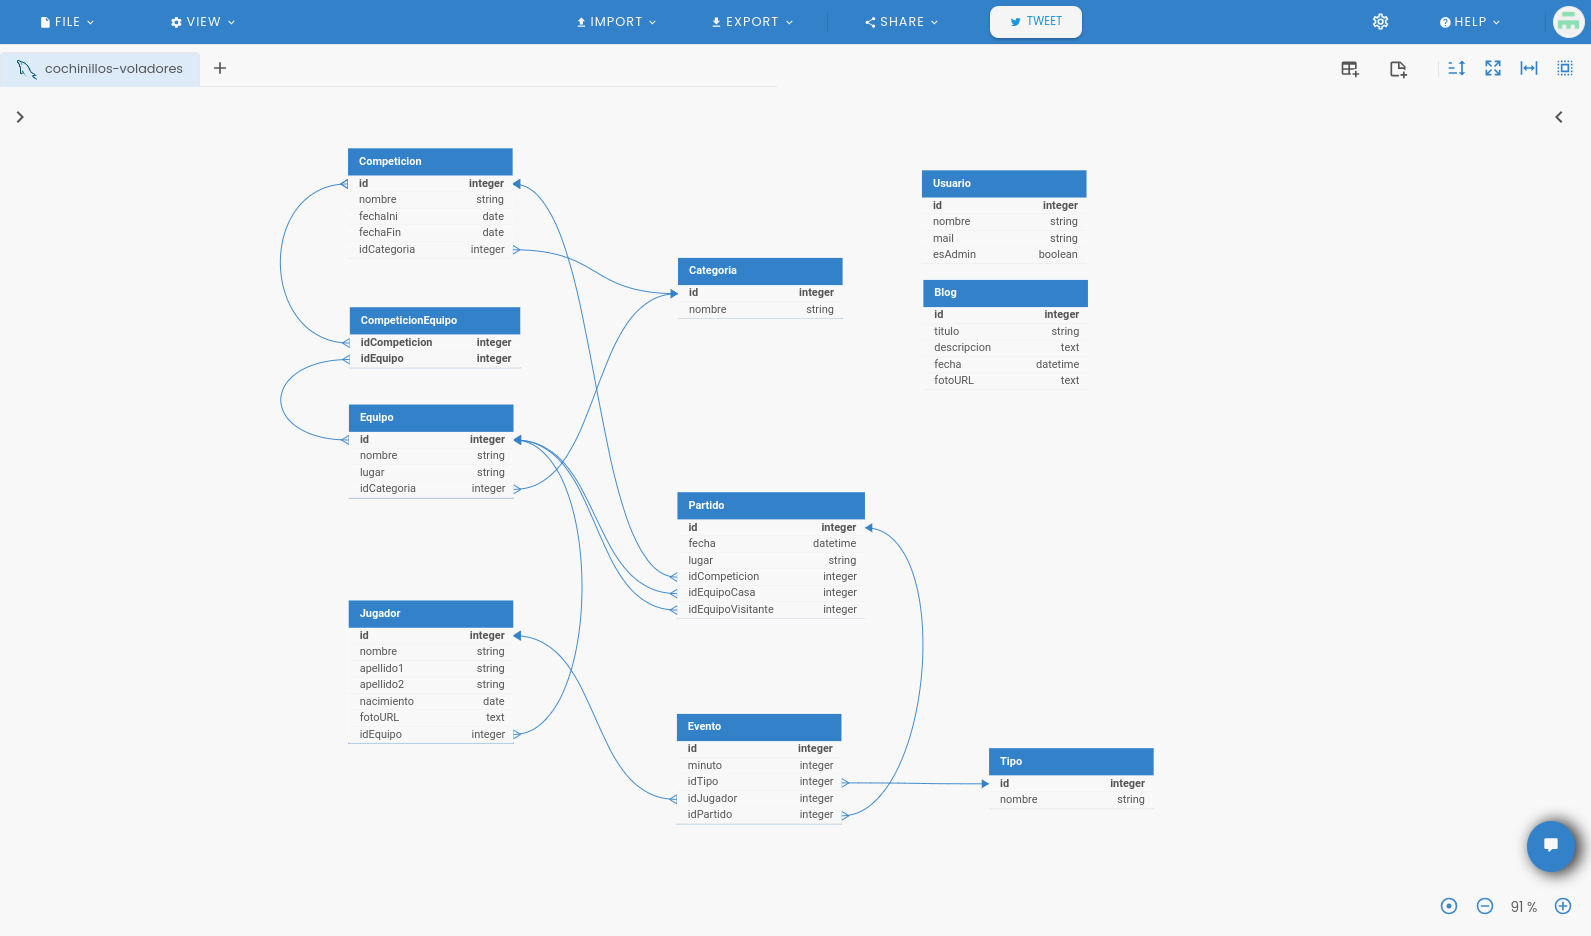 FILE VIEW IMPORT EXPORT SHARE TWEET HELP
cochinillos-voladores
Competicion
id integer
nombre string
fechaIni date
fechaFin date
idCategoria integer
CompeticionEquipo
idCompeticion integer
idEquipo integer
Equipo
id integer
nombre string
lugar string
idCategoria integer
Jugador
id integer
nombre string
apellido1 string
apellido2 string
nacimiento date
fotoURL text
idEquipo integer
Categoria
id integer
nombre string
Partido
id integer
fecha datetime
lugar string
idCompeticion integer
idEquipoCasa integer
idEquipoVisitante integer
Evento
id integer
minuto integer
idTipo integer
idJugador integer
idPartido integer
Usuario
id integer
nombre string
mail string
esAdmin boolean
Blog
id integer
titulo string
descripcion text
fecha datetime
fotoURL text
Tipo
id integer
nombre string
91 %